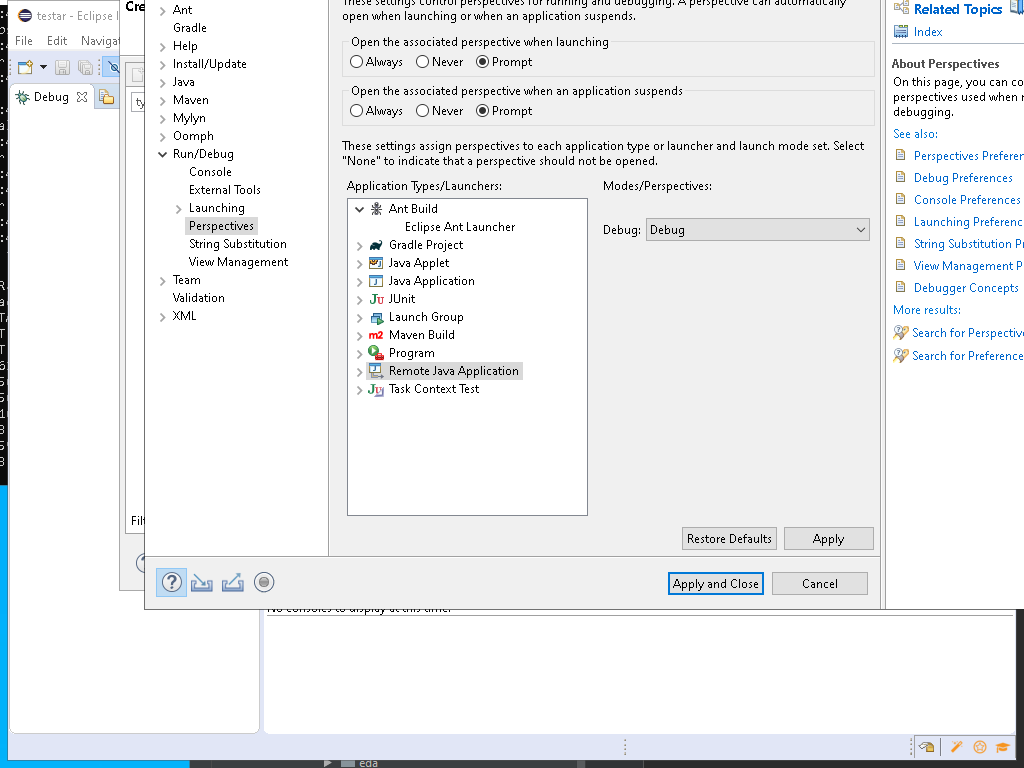 testar - Eclipse
File Edit Navigat
Debug
Cre
Ant
Gradle
Help
Install/Update
Java
Maven
Mylyn
Oomph
Run/Debug
Console
External Tools
Launching
Perspectives
String Substitution
View Management
Team
Validation
XML
These settings control perspectives for running and debugging. A perspective can automatically
open when launching or when an application suspends.
Open the associated perspective when launching
Always Never Prompt
Open the associated perspective when an application suspends
Always Never Prompt
These settings assign perspectives to each application type or launcher and launch mode set. Select
"None" to indicate that a perspective should not be opened.
Application Types/Launchers:
Ant Build
Eclipse Ant Launcher
Gradle Project
Java Applet
Java Application
JUnit
Launch Group
m2 Maven Build
Program
Remote Java Application
Task Context Test
Modes/Perspectives:
Debug: Debug
Restore Defaults Apply
Apply and Close Cancel
Related Topics
Index
About Perspectives
On this page, you can co
perspectives used when r
debugging.
See also:
Perspectives Preferen
Debug Preferences
Console Preferences
Launching Preferenc
String Substitution Pr
View Management P
Debugger Concepts
More results:
Search for Perspective
Search for Preference
Filt
No consoles to display at this time.
eda